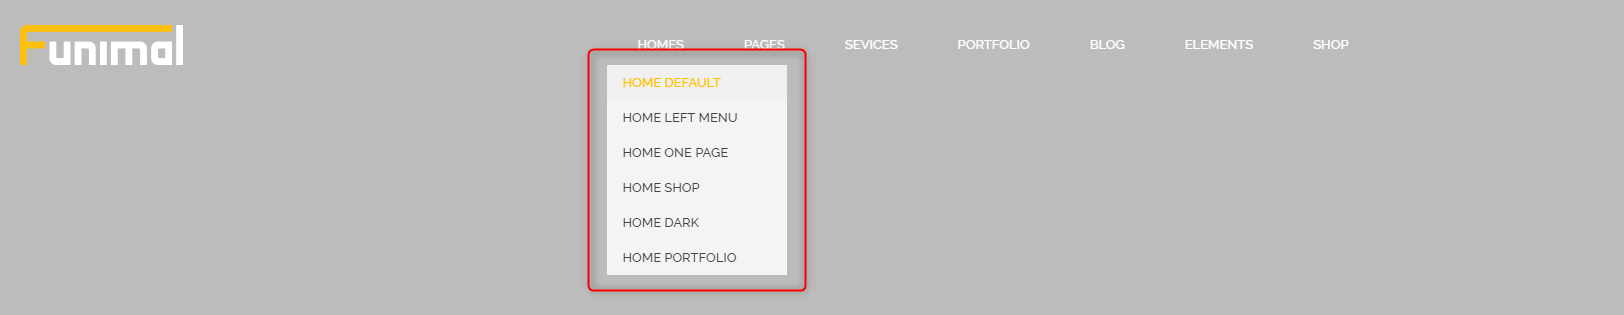 Funimal
HOMES PAGES SEVICES PORTFOLIO BLOG ELEMENTS SHOP
HOME DEFAULT
HOME LEFT MENU
HOME ONE PAGE
HOME SHOP
HOME DARK
HOME PORTFOLIO